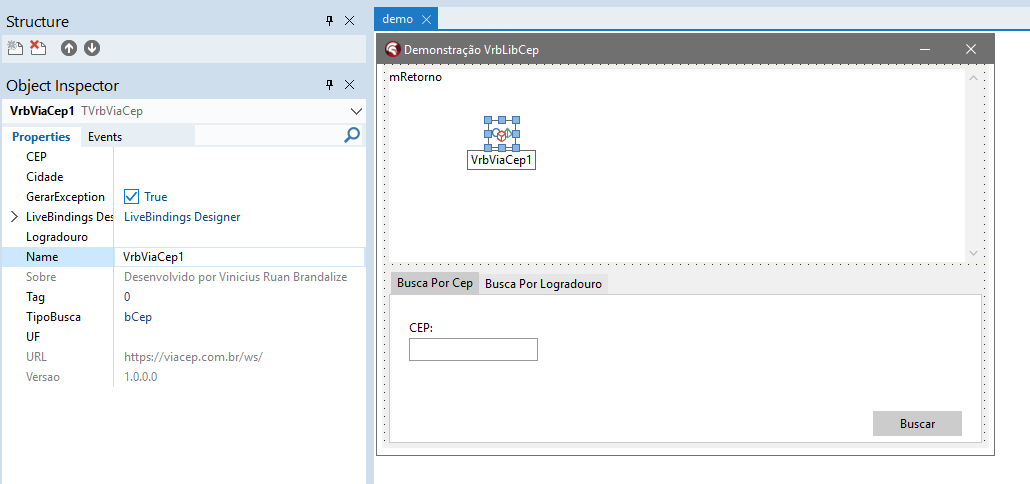 Structure
Object Inspector
VrbViaCep1 TVrbViaCep
Properties Events
CEP
Cidade
GerarException True
LiveBindings Des LiveBindings Designer
Logradouro
Name VrbViaCep1
Sobre Desenvolvido por Vinicius Ruan Brandalize
Tag 0
TipoBusca bCep
UF
URL https://viacep.com.br/ws/
Versao 1.0.0.0
demo
Demonstração VrbLibCep
mRetorno
VrbViaCep1
Busca Por Cep Busca Por Logradouro
CEP:
Buscar